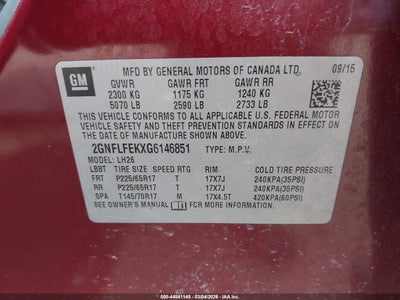 GM
MFD BY GENERAL MOTORS OF CANADA LTD.
09/15
GVWR GAWR FRT GAWR RR
2300 KG 1175 KG 1240 KG
5070 LB 2590 LB 2733 LB
THIS VEHICLE CONFORMS TO ALL APPLICABLE U.S. FEDERAL MOTOR
VEHICLE SAFETY, BUMPER, AND THEFT PREVENTION STANDARDS
IN EFFECT ON THE DATE OF MANUFACTURE SHOWN ABOVE.
2GNFLFEKXG6146851 TYPE: M.P.V.
MODEL: LH26
LBBT TIRE SIZE SPEED RTG RIM COLD TIRE PRESSURE
FRT P225/65R17 T 17X7J 240KPA(35PSI)
RR P225/65R17 T 17X7J 240KPA(35PSI)
SPA T145/70R17 M 17X4.5T 420KPA(60PSI)
SEE OWNER'S MANUAL FOR MORE INFORMATION.
000-44641145 - 03/04/2026 - IAA Inc.